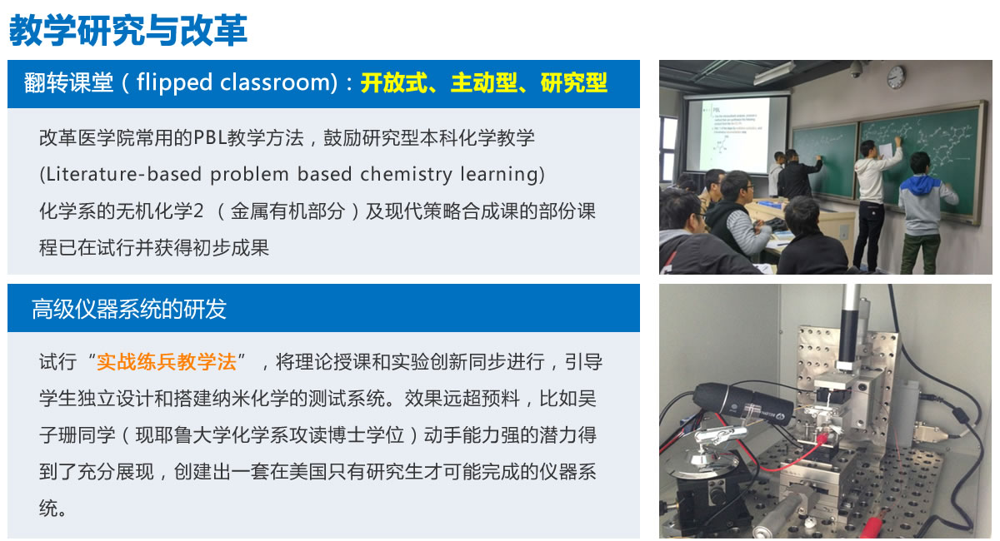 教学研究与改革
翻转课堂（flipped classroom)：开放式、主动型、研究型
改革医学院常用的PBL教学方法，鼓励研究型本科化学教学
(Literature-based problem based chemistry learning)
化学系的无机化学2 （金属有机部分）及现代策略合成课的部份课
程已在试行并获得初步成果
PBL
高级仪器系统的研发
试行“实战练兵教学法”，将理论授课和实验创新同步进行，引导
学生独立设计和搭建纳米化学的测试系统。效果远超预料，比如吴
子珊同学（现耶鲁大学化学系攻读博士学位）动手能力强的潜力得
到了充分展现，创建出一套在美国只有研究生才可能完成的仪器系
统。